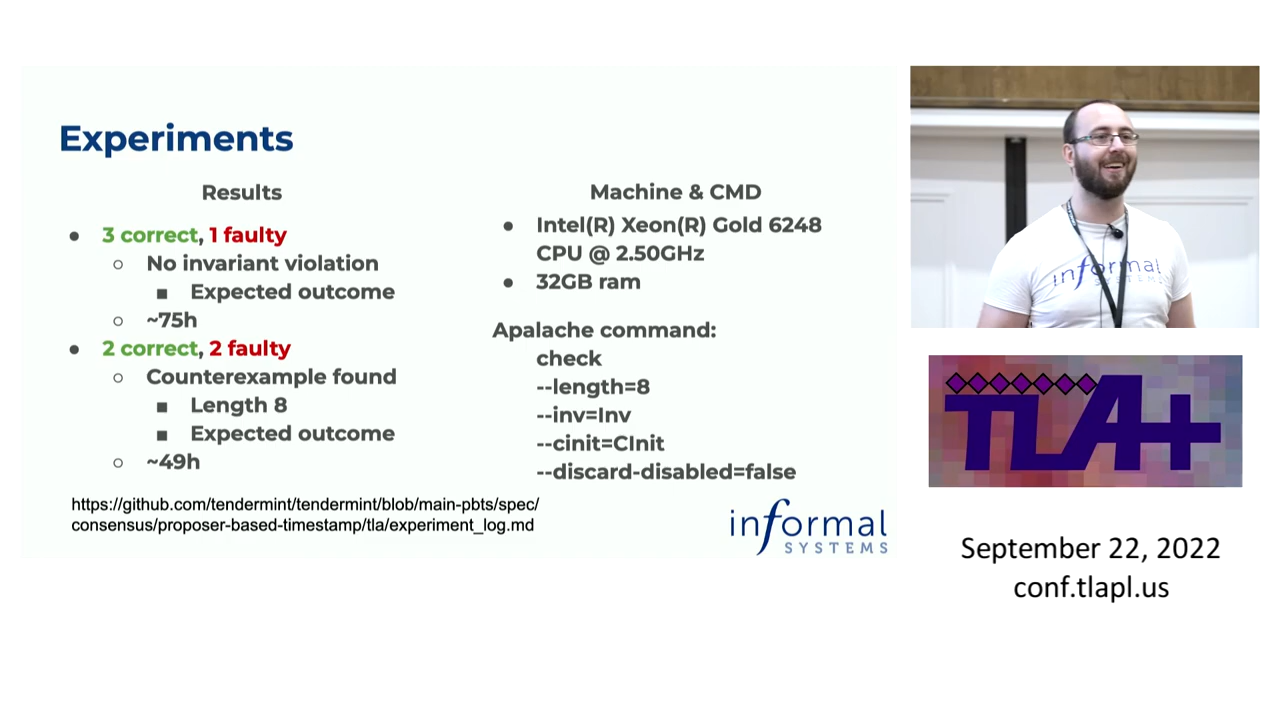 Experiments
Results
3 correct, 1 faulty
No invariant violation
Expected outcome
~75h
2 correct, 2 faulty
Counterexample found
Length 8
Expected outcome
~49h
https://github.com/tendermint/tendermint/blob/main-pbts/spec/
consensus/proposer-based-timestamp/tla/experiment_log.md
Machine & CMD
Intel(R) Xeon(R) Gold 6248
CPU @ 2.50GHz
32GB ram
Apalache command:
check
--length=8
--inv=Inv
--cinit=CInit
--discard-disabled=false
informal
SYSTEMS
informal
SYSTEMS
TLA+
September 22, 2022
conf.tlapl.us